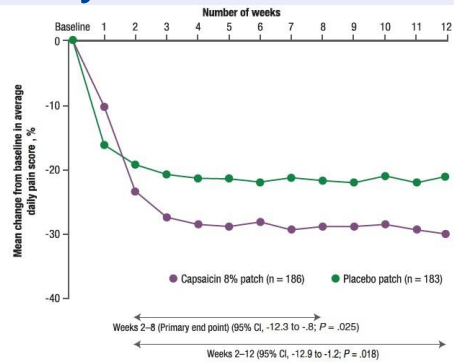 Number of weeks
Baseline 1 2 3 4 5 6 7 8 9 10 11 12
0
-10
-20
-30
-40
Mean change from baseline in average
daily pain score , %
Capsaicin 8% patch (n = 186)
Placebo patch (n = 183)
Weeks 2–8 (Primary end point) (95% CI, -12.3 to -.8; P = .025)
Weeks 2–12 (95% CI, -12.9 to -1.2; P = .018)